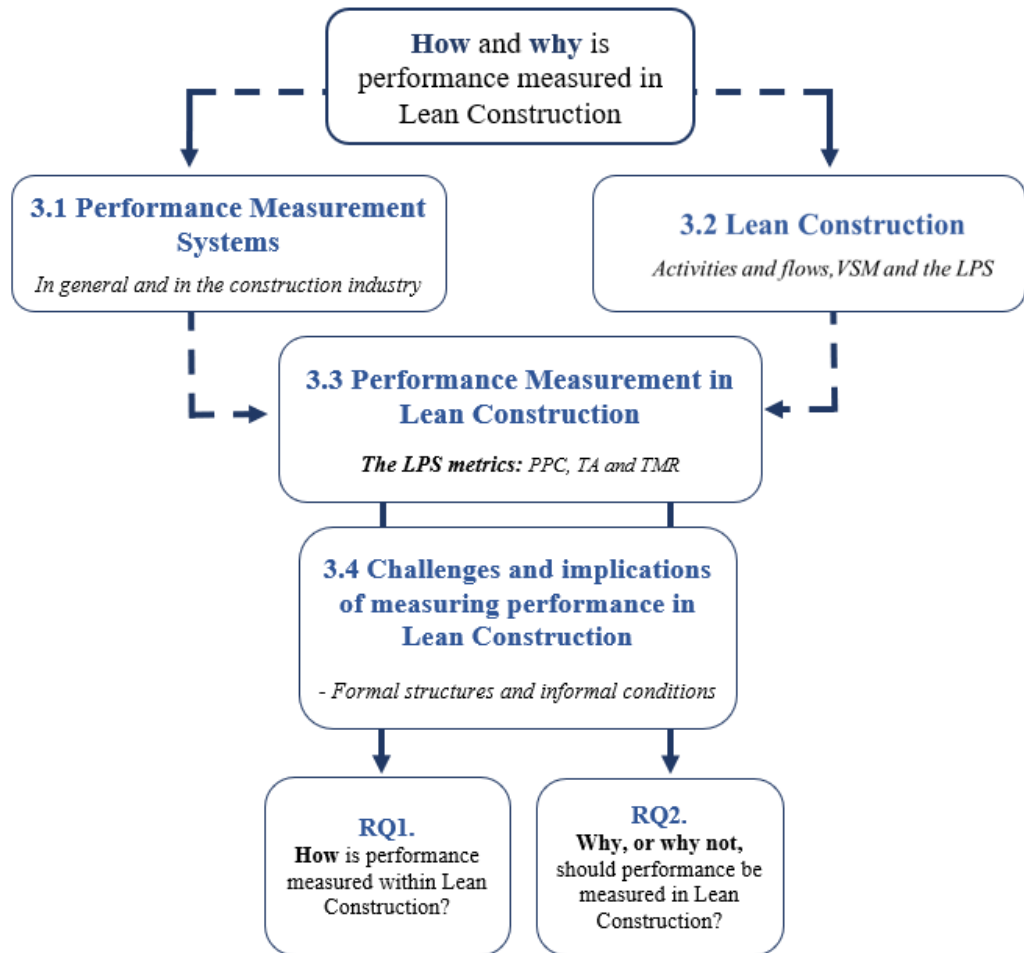 How and why is
performance measured in
Lean Construction
3.1 Performance Measurement
Systems
In general and in the construction industry
3.2 Lean Construction
Activities and flows, VSM and the LPS
3.3 Performance Measurement in
Lean Construction
The LPS metrics: PPC, TA and TMR
3.4 Challenges and implications
of measuring performance in
Lean Construction
- Formal structures and informal conditions
RQ1.
How is performance
measured within Lean
Construction?
RQ2.
Why, or why not,
should performance be
measured in Lean
Construction?